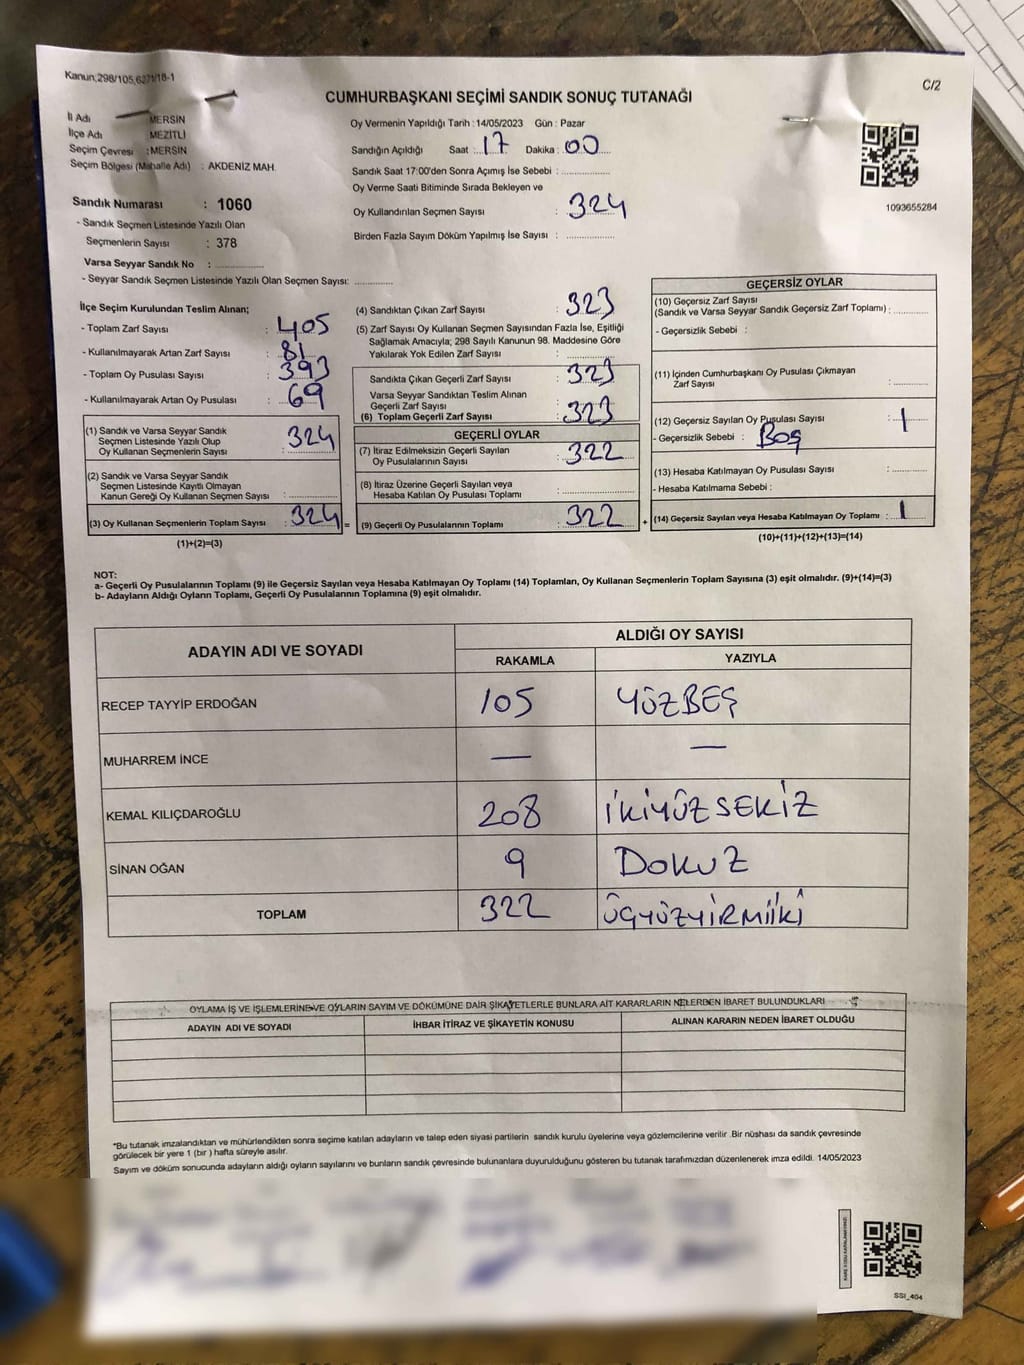 Kanun;298/105,6271/18-1
C/2
CUMHURBAŞKANI SEÇİMİ SANDIK SONUÇ TUTANAĞI
İl Adı MERSİN
İlçe Adı MEZİTLİ
Seçim Çevresi :MERSİN
Seçim Bölgesi (Mahalle Adı) : AKDENİZ MAH.
Sandık Numarası : 1060
- Sandık Seçmen Listesinde Yazılı Olan
Seçmenlerin Sayısı : 378
Varsa Seyyar Sandık No :
- Seyyar Sandık Seçmen Listesinde Yazılı Olan Seçmen Sayısı:
Oy Vermenin Yapıldığı Tarih : 14/05/2023 Gün : Pazar
Sandığın Açıldığı Saat : 17 Dakika : 00
Sandık Saat 17:00'den Sonra Açımış İse Sebebi :
Oy Verme Saati Bitiminde Sırada Bekleyen ve
Oy Kullandırılan Seçmen Sayısı : 324
Birden Fazla Sayım Döküm Yapılmış İse Sayısı :
1093655284
İlçe Seçim Kurulundan Teslim Alınan;
- Toplam Zarf Sayısı : 405
- Kullanılmayarak Artan Zarf Sayısı : 81
- Toplam Oy Pusulası Sayısı : 393
- Kullanılmayarak Artan Oy Pusulası : 69
(1) Sandık ve Varsa Seyyar Sandık
Seçmen Listesinde Yazılı Olup
Oy Kullanan Seçmenlerin Sayısı : 324
(2) Sandık ve Varsa Seyyar Sandık
Seçmen Listesinde Kayıtlı Olmayan
Kanun Gereği Oy Kullanan Seçmen Sayısı :
(3) Oy Kullanan Seçmenlerin Toplam Sayısı : 324 =
(1)+(2)=(3)
(4) Sandıktan Çıkan Zarf Sayısı : 323
(5) Zarf Sayısı Oy Kullanan Seçmen Sayısından Fazla İse, Eşitliği
Sağlamak Amacıyla; 298 Sayılı Kanunun 98. Maddesine Göre
Yakılarak Yok Edilen Zarf Sayısı :
Sandıkta Çıkan Geçerli Zarf Sayısı : 323
Varsa Seyyar Sandıktan Teslim Alınan
Geçerli Zarf Sayısı
(6) Toplam Geçerli Zarf Sayısı : 323
GEÇERLİ OYLAR
(7) İtiraz Edilmeksizin Geçerli Sayılan
Oy Pusulalarının Sayısı : 322
(8) İtiraz Üzerine Geçerli Sayılan veya
Hesaba Katılan Oy Pusulası Toplamı :
(9) Geçerli Oy Pusulalarının Toplamı : 322 +
GEÇERSİZ OYLAR
(10) Geçersiz Zarf Sayısı
(Sandık ve Varsa Seyyar Sandık Geçersiz Zarf Toplamı) :
- Geçersizlik Sebebi :
(11) İçinden Cumhurbaşkanı Oy Pusulası Çıkmayan
Zarf Sayısı :
(12) Geçersiz Sayılan Oy Pusulası Sayısı : 1
- Geçersizlik Sebebi : Boş
(13) Hesaba Katılmayan Oy Pusulası Sayısı :
- Hesaba Katılmama Sebebi :
(14) Geçersiz Sayılan veya Hesaba Katılmayan Oy Toplamı : 1
(10)+(11)+(12)+(13)=(14)
NOT:
a- Geçerli Oy Pusulalarının Toplamı (9) ile Geçersiz Sayılan veya Hesaba Katılmayan Oy Toplamı (14) Toplamları, Oy Kullanan Seçmenlerin Toplam Sayısına (3) eşit olmalıdır. (9)+(14)=(3)
b- Adayların Aldığı Oyların Toplamı, Geçerli Oy Pusulalarının Toplamına (9) eşit olmalıdır.
ADAYIN ADI VE SOYADI ALDIĞI OY SAYISI
RAKAMLA YAZIYLA
RECEP TAYYİP ERDOĞAN 105 YÜZBEŞ
MUHARREM İNCE — —
KEMAL KILIÇDAROĞLU 208 İKİYÜZSEKİZ
SİNAN OĞAN 9 DOKUZ
TOPLAM 322 ÜÇYÜZYİRMİİKİ
OYLAMA İŞ VE İŞLEMLERİNE VE OYLARIN SAYIM VE DÖKÜMÜNE DAİR ŞİKAYETLERLE BUNLARA AİT KARARLARIN NELERDEN İBARET BULUNDUKLARI
ADAYIN ADI VE SOYADI İHBAR İTİRAZ VE ŞİKAYETİN KONUSU ALINAN KARARIN NEDEN İBARET OLDUĞU
*Bu tutanak imzalandıktan ve mühürlendikten sonra seçime katılan adayların ve talep eden siyasi partilerin sandık kurulu üyelerine veya gözlemcilerine verilir .Bir nüshası da sandık çevresinde
görülecek bir yere 1 (bir ) hafta süreyle asılır.
Sayım ve döküm sonucunda adayların aldığı oyların sayılarını ve bunların sandık çevresinde bulunanlara duyurulduğunu gösteren bu tutanak tarafımızdan düzenlenerek imza edildi. 14/05/2023
SSI_404